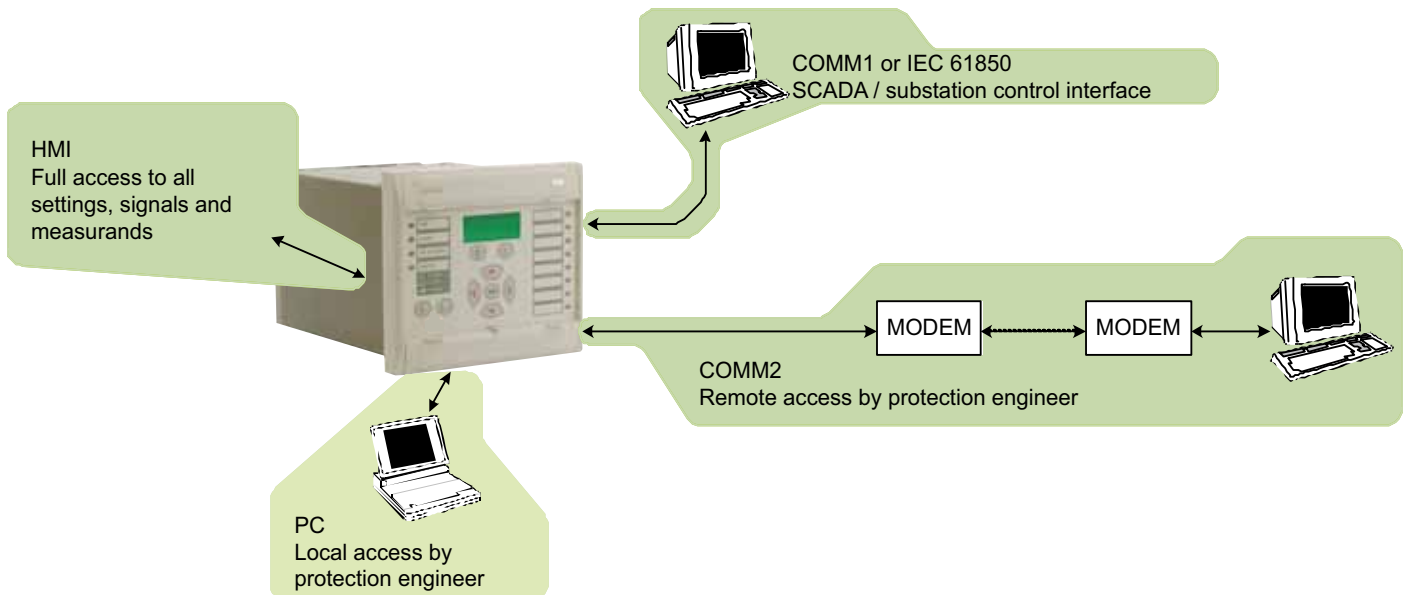 COMM1 or IEC 61850
SCADA / substation control interface
HMI
Full access to all
settings, signals and
measurands
MODEM
MODEM
COMM2
Remote access by protection engineer
PC
Local access by
protection engineer